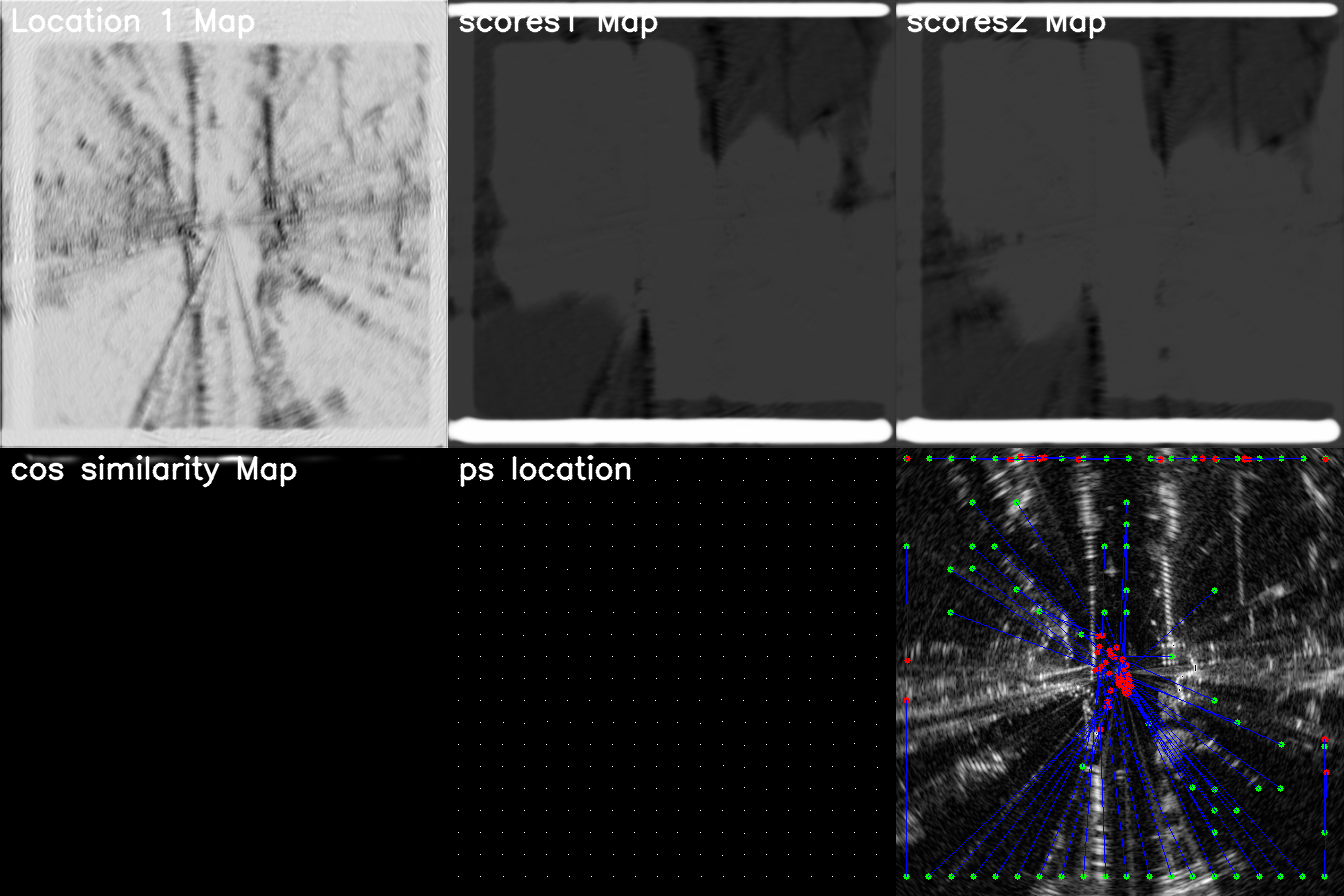 Location 1 Map
scores1 Map
scores2 Map
cos similarity Map
ps location